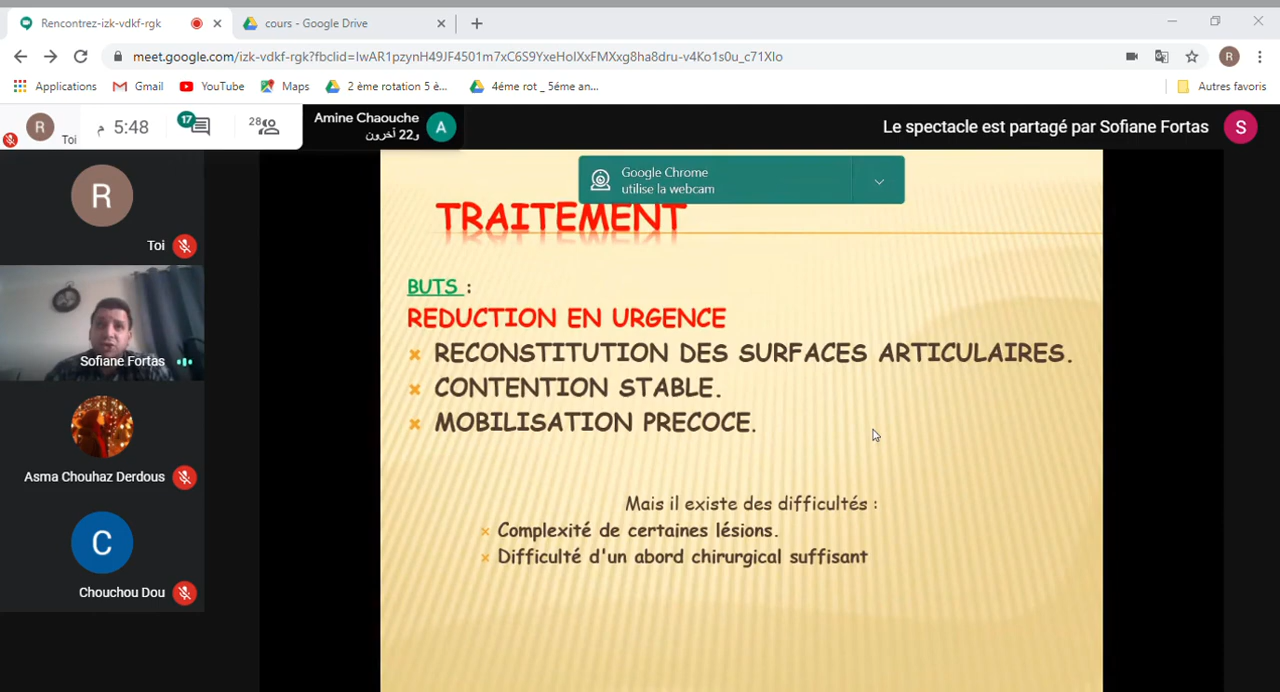 Rencontrez-izk-vdkf-rgk
cours - Google Drive
meet.google.com/izk-vdkf-rgk?fbclid=IwAR1pzynH49JF4501m7xC6S9YxeHoIXxFMXxg8ha8dru-v4Ko1s0u_c71XIo
R
Applications
Gmail
YouTube
Maps
2 ème rotation 5 è...
4éme rot _ 5éme an...
Autres favoris
R
Toi
5:48 م
17
28
Amine Chaouche
و22 آخرون
A
Le spectacle est partagé par Sofiane Fortas
S
Google Chrome
utilise la webcam
R
Toi
Sofiane Fortas
Asma Chouhaz Derdous
C
Chouchou Dou
TRAITEMENT
BUTS :
REDUCTION EN URGENCE
RECONSTITUTION DES SURFACES ARTICULAIRES.
CONTENTION STABLE.
MOBILISATION PRECOCE.
Mais il existe des difficultés :
Complexité de certaines lésions.
Difficulté d'un abord chirurgical suffisant